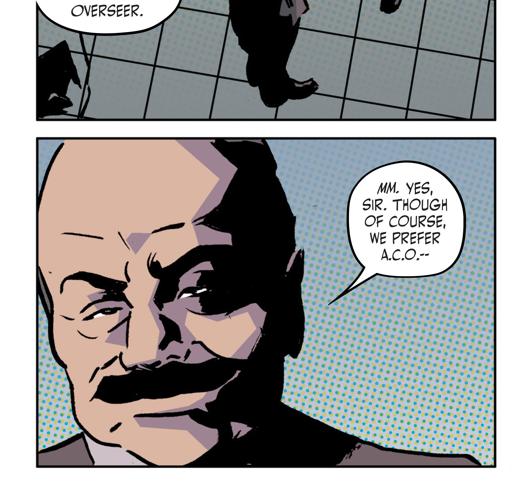 OVERSEER.
MM. YES,
SIR. THOUGH
OF COURSE,
WE PREFER
A.C.O.--